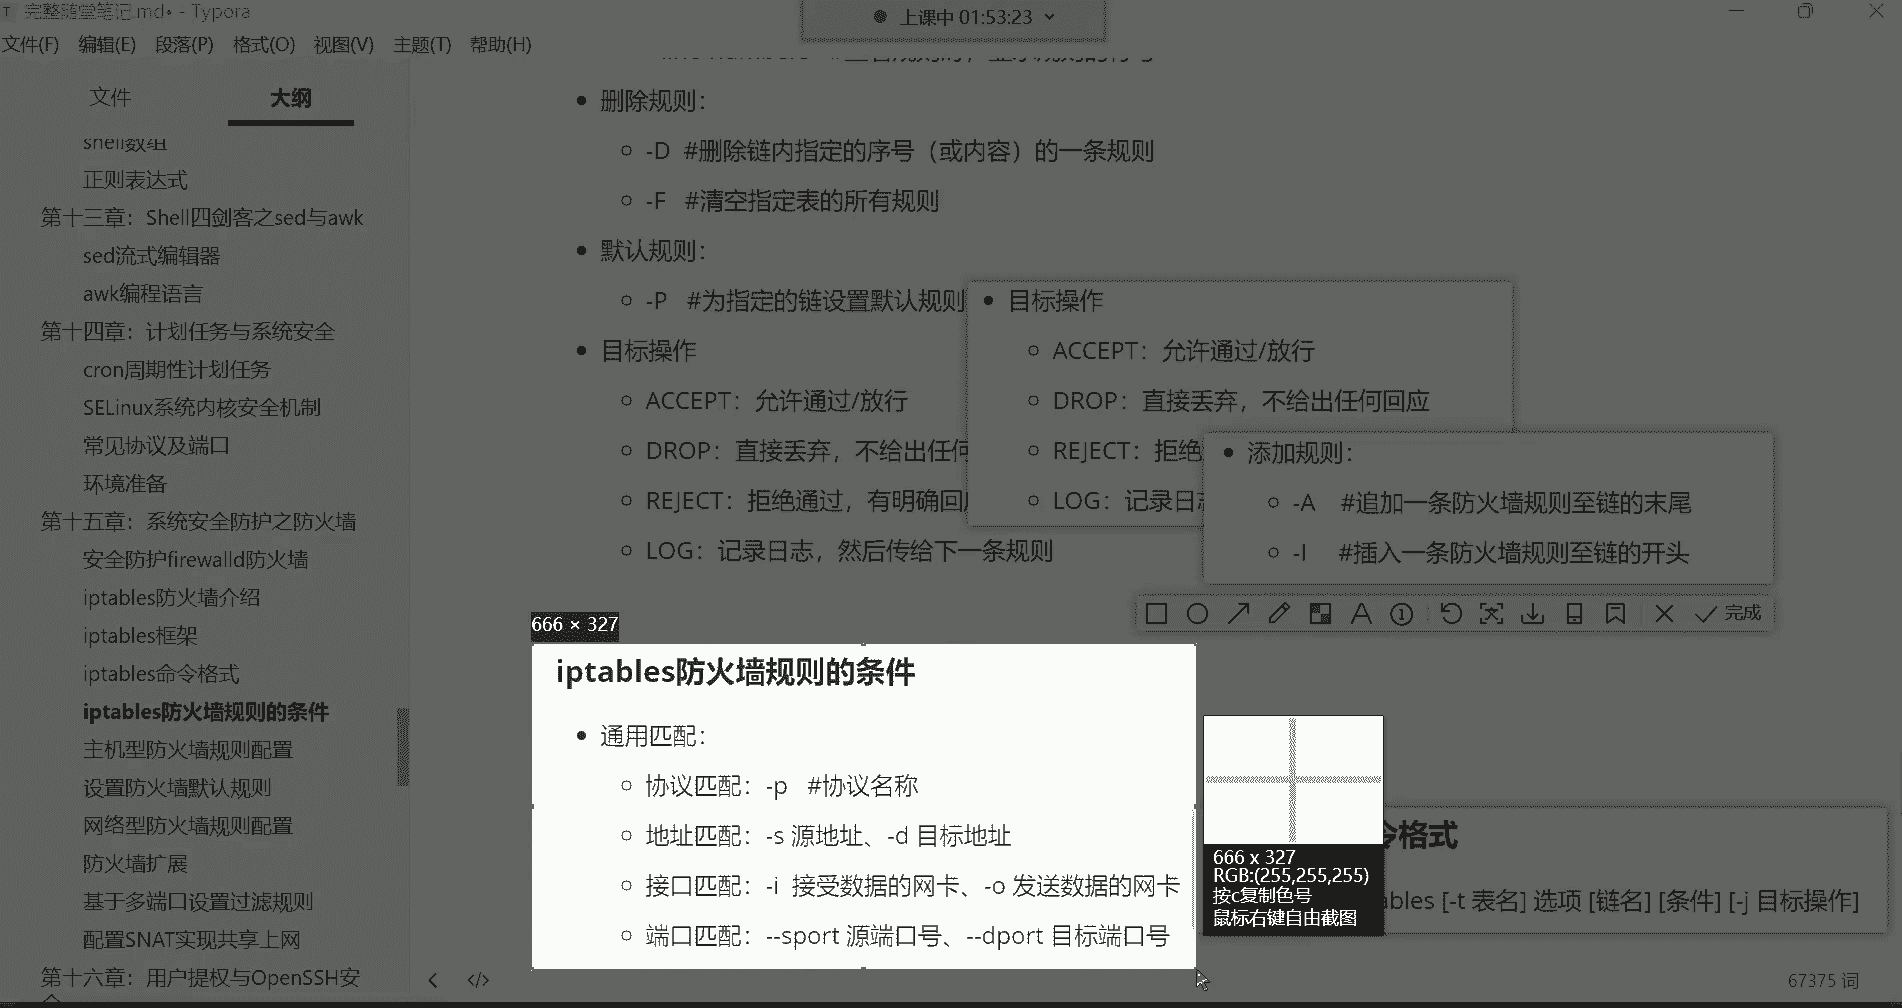 完整随堂笔记.md• - Typora
上课中 01:53:23
文件(F) 编辑(E) 段落(P) 格式(O) 视图(V) 主题(T) 帮助(H)
文件
大纲
shell数组
正则表达式
第十三章：Shell四剑客之sed与awk
sed流式编辑器
awk编程语言
第十四章：计划任务与系统安全
cron周期性计划任务
SELinux系统内核安全机制
常见协议及端口
环境准备
第十五章：系统安全防护之防火墙
安全防护firewalld防火墙
iptables防火墙介绍
iptables框架
iptables命令格式
iptables防火墙规则的条件
主机型防火墙规则配置
设置防火墙默认规则
网络型防火墙规则配置
防火墙扩展
基于多端口设置过滤规则
配置SNAT实现共享上网
第十六章：用户提权与OpenSSH安
删除规则：
-D #删除链内指定的序号（或内容）的一条规则
-F #清空指定表的所有规则
默认规则：
-P #为指定的链设置默认规则
目标操作
ACCEPT：允许通过/放行
DROP：直接丢弃，不给出任何
REJECT：拒绝通过，有明确回
LOG：记录日志，然后传给下一条规则
目标操作
ACCEPT：允许通过/放行
DROP：直接丢弃，不给出任何回应
REJECT：拒绝
LOG：记录日
添加规则：
-A #追加一条防火墙规则至链的末尾
-I #插入一条防火墙规则至链的开头
完成
666 × 327
iptables防火墙规则的条件
通用匹配：
协议匹配：-p #协议名称
地址匹配：-s 源地址、-d 目标地址
接口匹配：-i 接受数据的网卡、-o 发送数据的网卡
端口匹配：--sport 源端口号、--dport 目标端口号
666 x 327
RGB:(255,255,255)
按c复制色号
鼠标右键自由截图
令格式
ables [-t 表名] 选项 [链名] [条件] [-j 目标操作]
67375 词